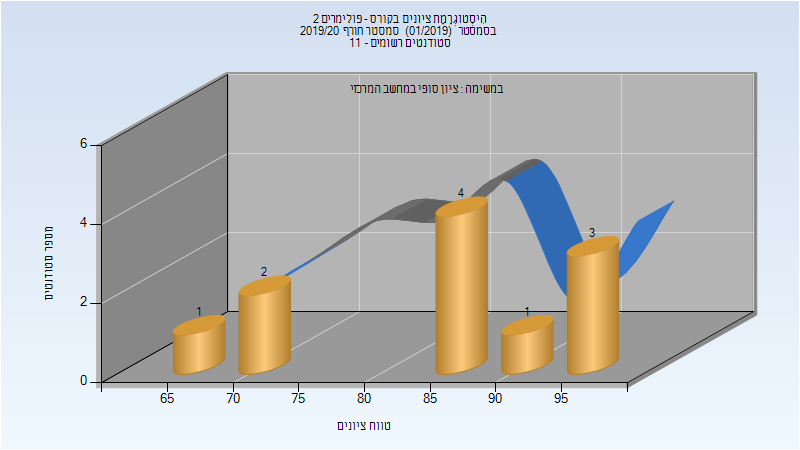 היסטוגרמת ציונים בקורס - פולימרים 2
בסמסטר (01/2019) סמסטר חורף 2019/20
סטודנטים רשומים - 11
במשימה : ציון סופי במחשב המרכזי
מספר סטודנטים
6
4
2
0
1
2
4
1
3
65
70
75
80
85
90
95
טווח ציונים